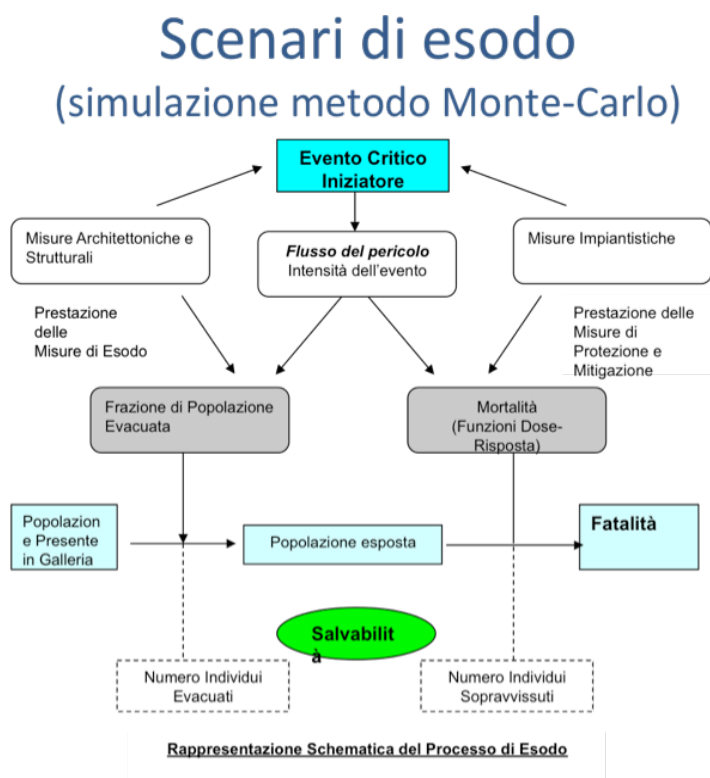 Scenari di esodo
(simulazione metodo Monte-Carlo)
Evento Critico
Iniziatore
Misure Architettoniche e
Strutturali
Flusso del pericolo
Intensità dell'evento
Misure Impiantistiche
Prestazione
delle
Misure di Esodo
Prestazione delle
Misure di
Protezione e
Mitigazione
Frazione di Popolazione
Evacuata
Mortalità
(Funzioni Dose-
Risposta)
Popolazion
e Presente
in Galleria
Popolazione esposta
Fatalità
Salvabilit
à
Numero Individui
Evacuati
Numero Individui
Sopravvissuti
Rappresentazione Schematica del Processo di Esodo